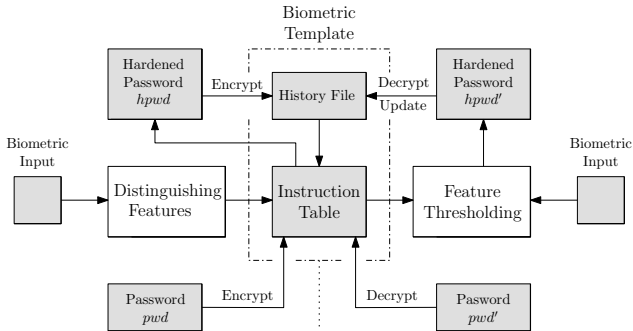 Biometric
Template
Hardened
Password
hpwd
Encrypt
History File
Decrypt
Update
Hardened
Password
hpwd′
Biometric
Input
Distinguishing
Features
Instruction
Table
Feature
Thresholding
Biometric
Input
Password
pwd
Encrypt
Decrypt
Pasword
pwd′